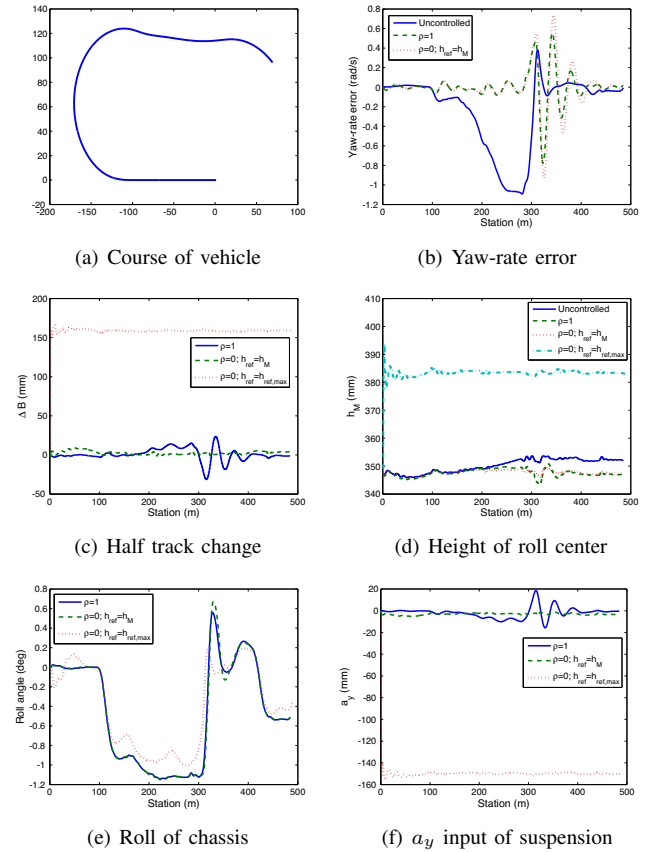 140
120
100
80
60
40
20
0
-20
-200 -150 -100 -50 0 50 100
(a) Course of vehicle
0.8
0.6
0.4
0.2
0
-0.2
-0.4
-0.6
-0.8
-1
-1.2
Yaw-rate error (rad/s)
Uncontrolled
ρ=1
ρ=0; h_ref=h_M
0 100 200 300 400 500
Station (m)
(b) Yaw-rate error
200
150
100
50
0
-50
Δ B (mm)
ρ=1
ρ=0; h_ref=h_M
ρ=0; h_ref=h_ref,max
0 100 200 300 400 500
Station (m)
(c) Half track change
410
400
390
380
370
360
350
340
h_M (mm)
Uncontrolled
ρ=1
ρ=0; h_ref=h_M
ρ=0; h_ref=h_ref,max
0 100 200 300 400 500
Station (m)
(d) Height of roll center
1
0.8
0.6
0.4
0.2
0
-0.2
-0.4
-0.6
-0.8
-1
-1.2
Roll angle (deg)
ρ=1
ρ=0; h_ref=h_M
ρ=0; h_ref=h_ref,max
0 100 200 300 400 500
Station (m)
(e) Roll of chassis
20
0
-20
-40
-60
-80
-100
-120
-140
-160
a_y (mm)
ρ=1
ρ=0; h_ref=h_M
ρ=0; h_ref=h_ref,max
0 100 200 300 400 500
Station (m)
(f) a_y input of suspension